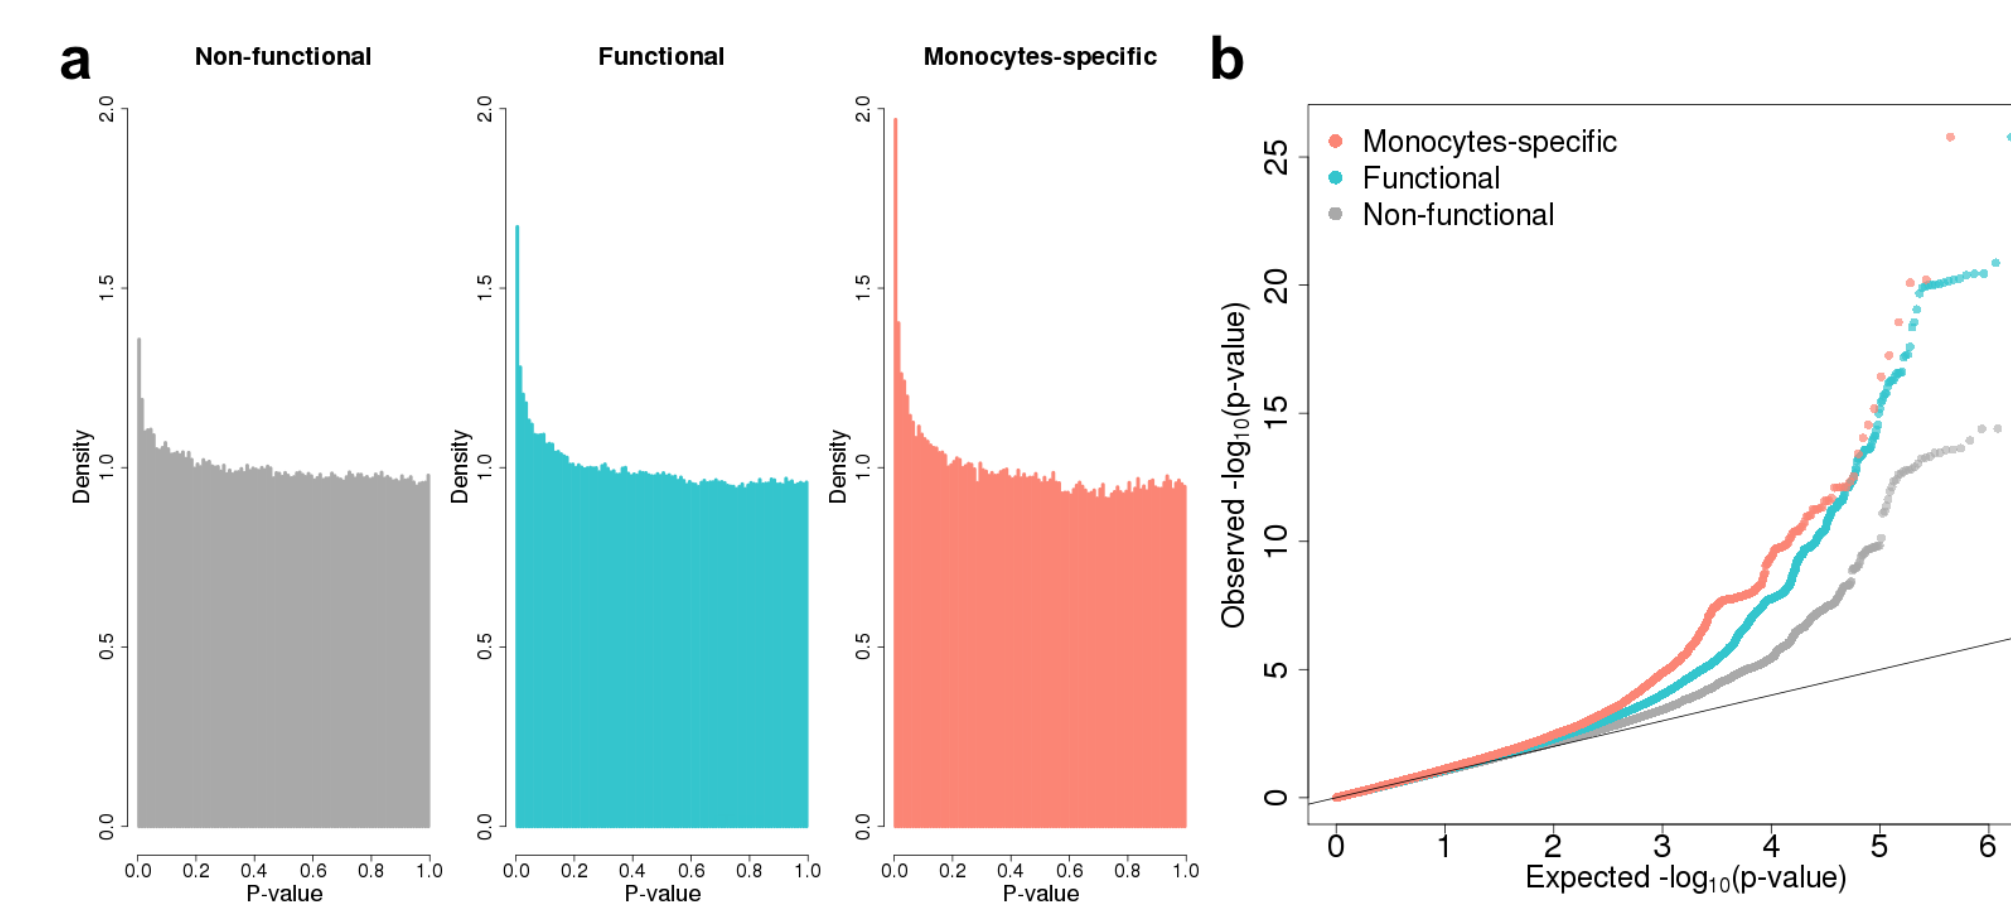 a
Non-functional
Functional
Monocytes-specific
b
Density
0.0
0.5
1.0
1.5
2.0
0.0 0.2 0.4 0.6 0.8 1.0
P-value
Density
0.0
0.5
1.0
1.5
2.0
0.0 0.2 0.4 0.6 0.8 1.0
P-value
Density
0.0
0.5
1.0
1.5
2.0
0.0 0.2 0.4 0.6 0.8 1.0
P-value
Monocytes-specific
Functional
Non-functional
Observed -log10(p-value)
0
5
10
15
20
25
0 1 2 3 4 5 6
Expected -log10(p-value)